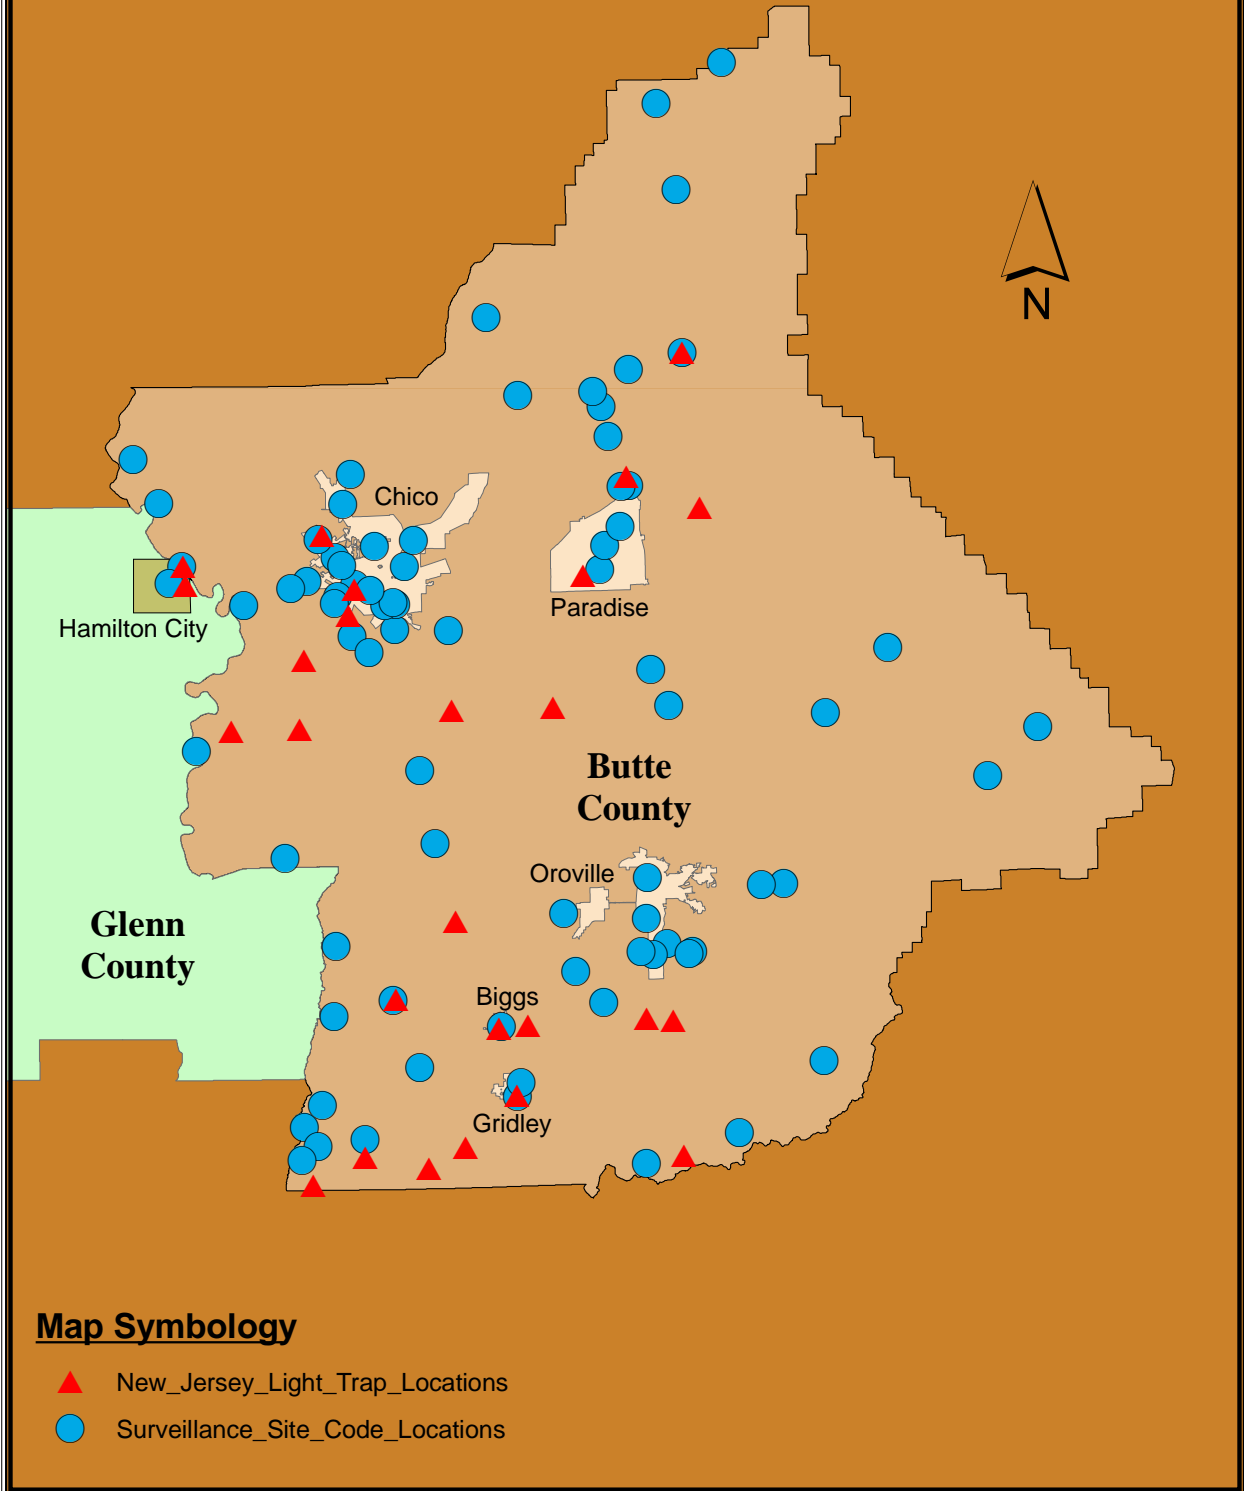 N
Chico
Paradise
Hamilton City
Butte
County
Oroville
Glenn
County
Biggs
Gridley
Map Symbology
New_Jersey_Light_Trap_Locations
Surveillance_Site_Code_Locations